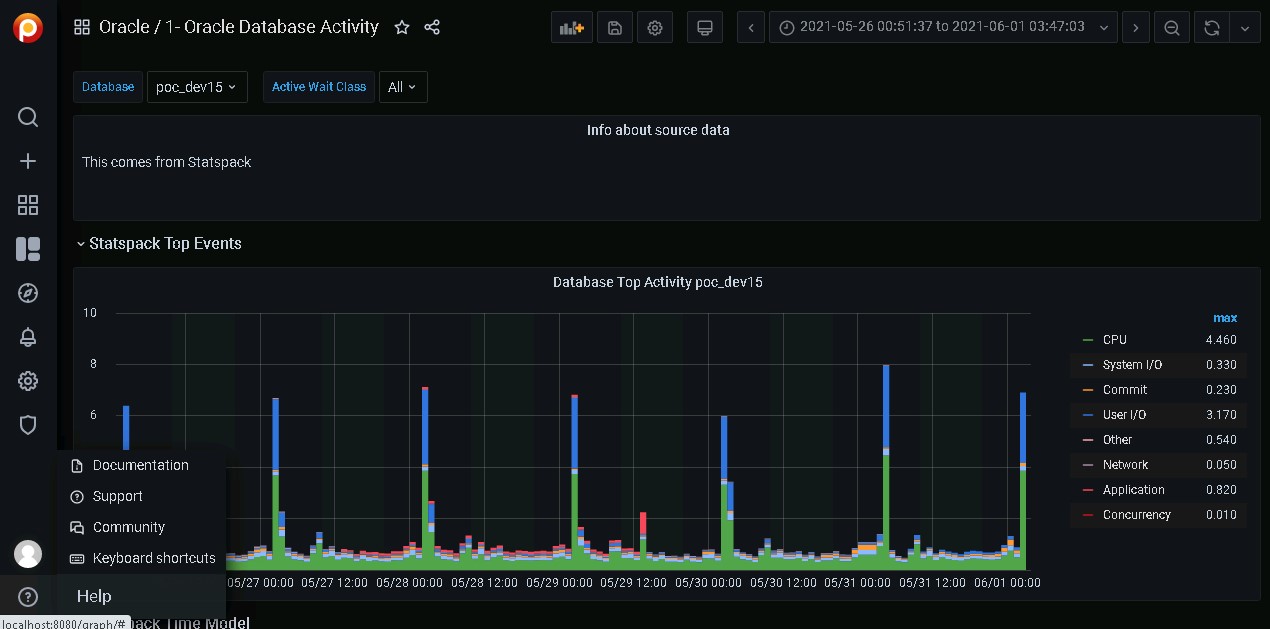 Oracle / 1- Oracle Database Activity
2021-05-26 00:51:37 to 2021-06-01 03:47:03
Database
poc_dev15
Active Wait Class
All
Info about source data
This comes from Statspack
Statspack Top Events
Database Top Activity poc_dev15
10
8
6
max
CPU 4.460
System I/O 0.330
Commit 0.230
User I/O 3.170
Other 0.540
Network 0.050
Application 0.820
Concurrency 0.010
05/27 00:00 05/27 12:00 05/28 00:00 05/28 12:00 05/29 00:00 05/29 12:00 05/30 00:00 05/30 12:00 05/31 00:00 05/31 12:00 06/01 00:00
Documentation
Support
Community
Keyboard shortcuts
Help
localhost:8080/graph/#
pack Time Model